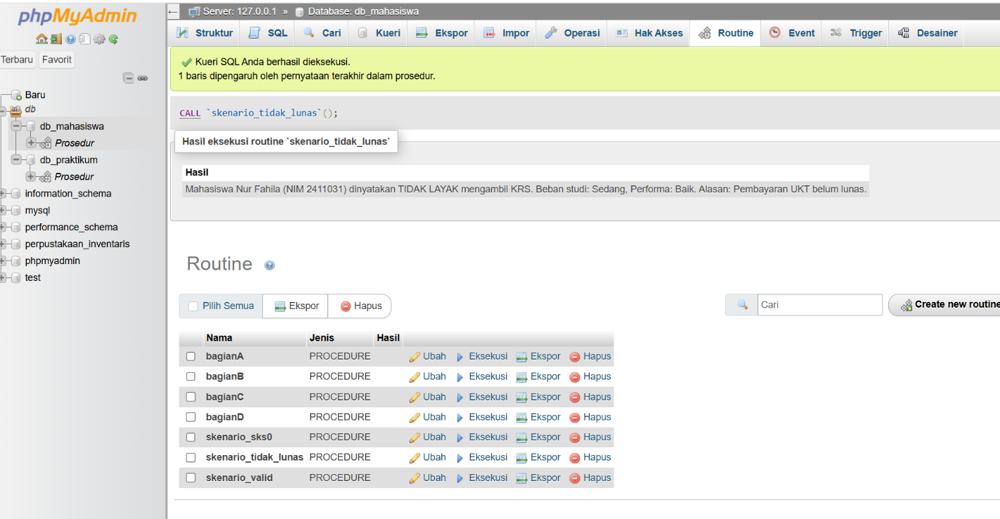 phpMyAdmin
Terbaru Favorit
Baru
db
db_mahasiswa
Prosedur
db_praktikum
Prosedur
information_schema
mysql
performance_schema
perpustakaan_inventaris
phpmyadmin
test
← Server: 127.0.0.1 » Database: db_mahasiswa
Struktur SQL Cari Kueri Ekspor Impor Operasi Hak Akses Routine Event Trigger Desainer
Kueri SQL Anda berhasil dieksekusi.
1 baris dipengaruh oleh pernyataan terakhir dalam prosedur.
CALL `skenario_tidak_lunas`();
Hasil eksekusi routine `skenario_tidak_lunas`
Hasil
Mahasiswa Nur Fahila (NIM 2411031) dinyatakan TIDAK LAYAK mengambil KRS. Beban studi: Sedang, Performa: Baik. Alasan: Pembayaran UKT belum lunas.
Routine
Pilih Semua Ekspor Hapus Cari Create new routine
Nama Jenis Hasil
bagianA PROCEDURE Ubah Eksekusi Ekspor Hapus
bagianB PROCEDURE Ubah Eksekusi Ekspor Hapus
bagianC PROCEDURE Ubah Eksekusi Ekspor Hapus
bagianD PROCEDURE Ubah Eksekusi Ekspor Hapus
skenario_sks0 PROCEDURE Ubah Eksekusi Ekspor Hapus
skenario_tidak_lunas PROCEDURE Ubah Eksekusi Ekspor Hapus
skenario_valid PROCEDURE Ubah Eksekusi Ekspor Hapus